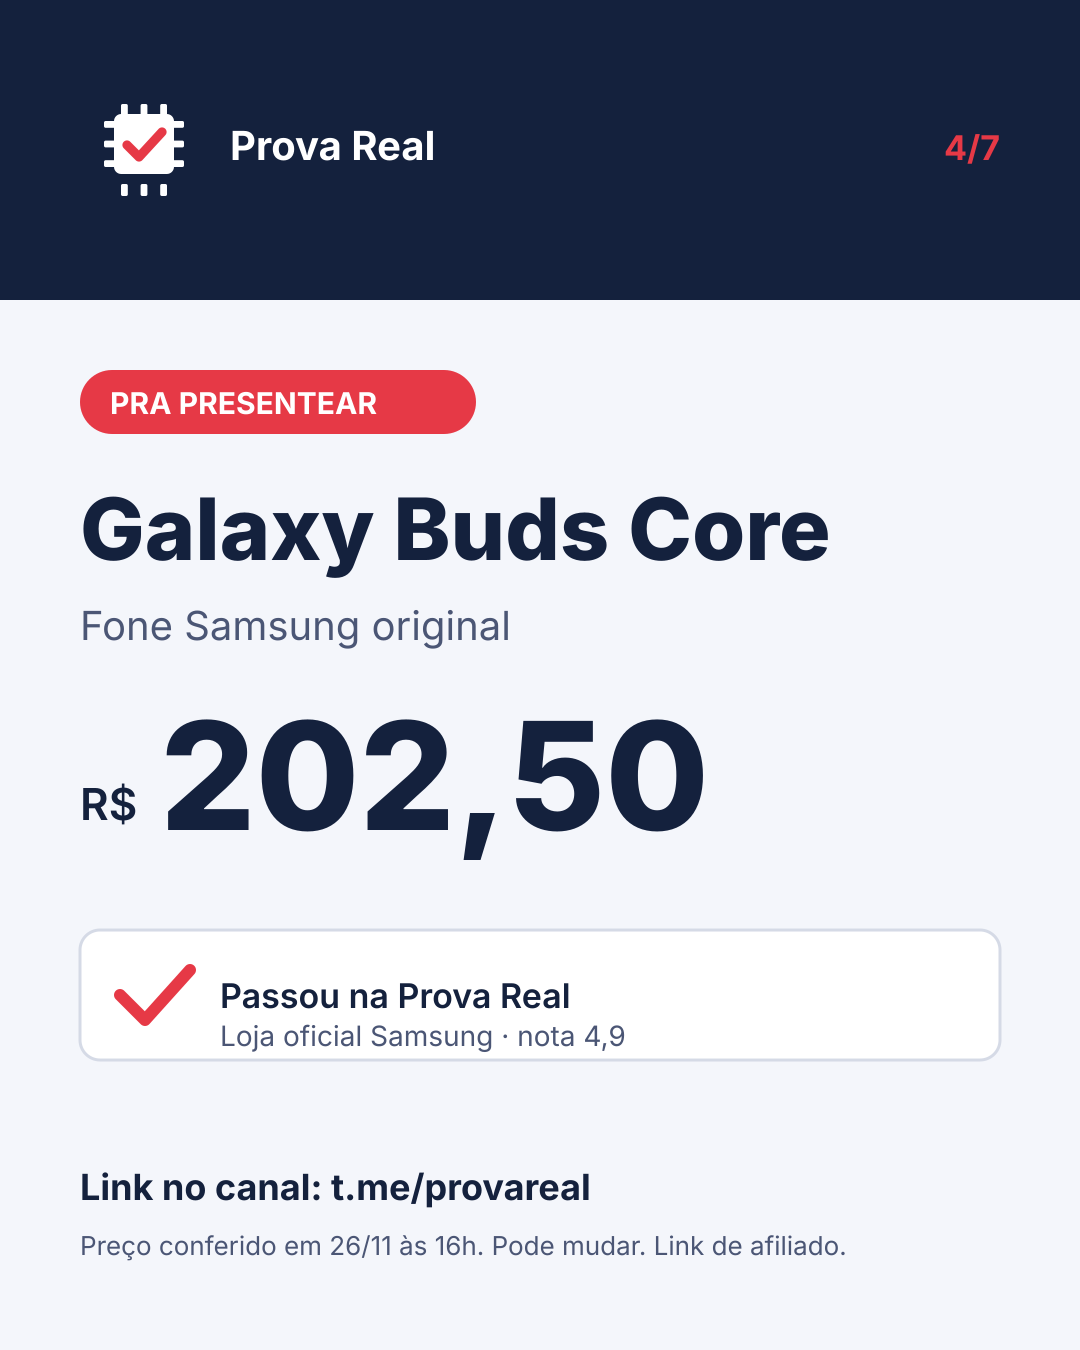 Prova Real
4/7
PRA PRESENTEAR
Galaxy Buds Core
Fone Samsung original
R$ 202,50
Passou na Prova Real
Loja oficial Samsung · nota 4,9
Link no canal: t.me/provareal
Preço conferido em 26/11 às 16h. Pode mudar. Link de afiliado.